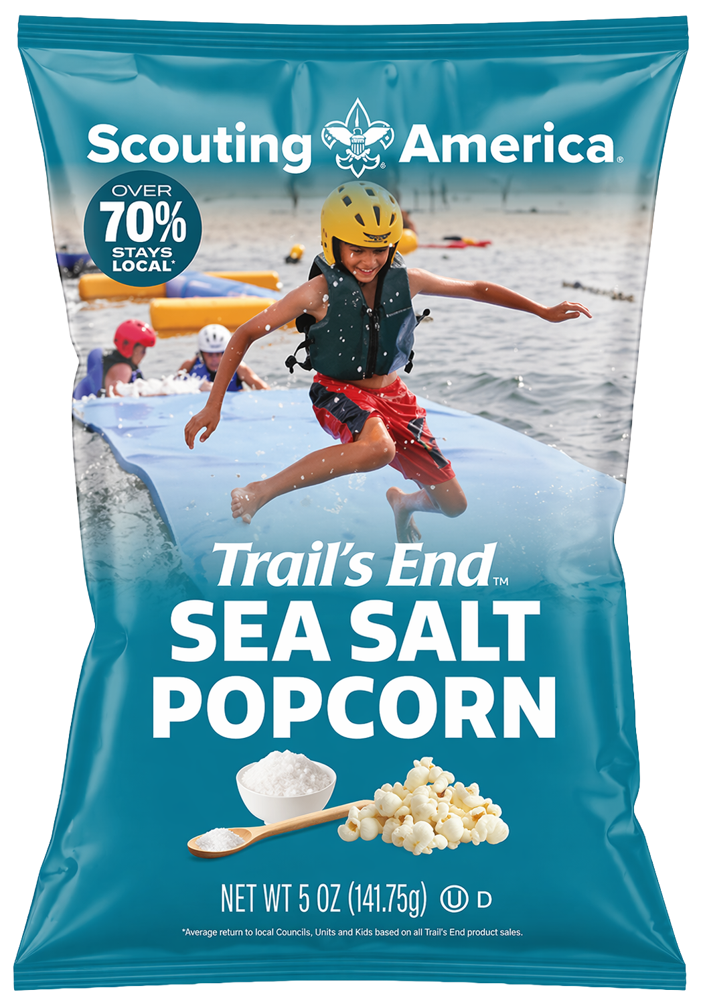 Scouting America®
OVER
70%
STAYS
LOCAL*
Trail's End™
SEA SALT
POPCORN
NET WT 5 OZ (141.75g) Ⓤ D
*Average return to local Councils, Units and Kids based on all Trail's End product sales.